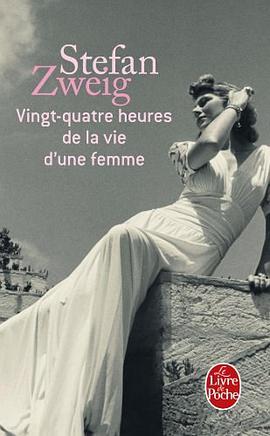 Stefan
Zweig
Vingt-quatre heures
de la vie
d'une femme
Le
Livre
de
Poche